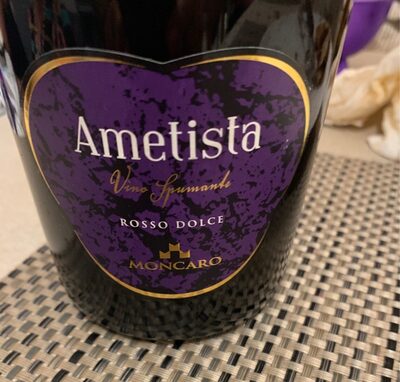 Ametista
Vino Spumante
ROSSO DOLCE
MONCARO